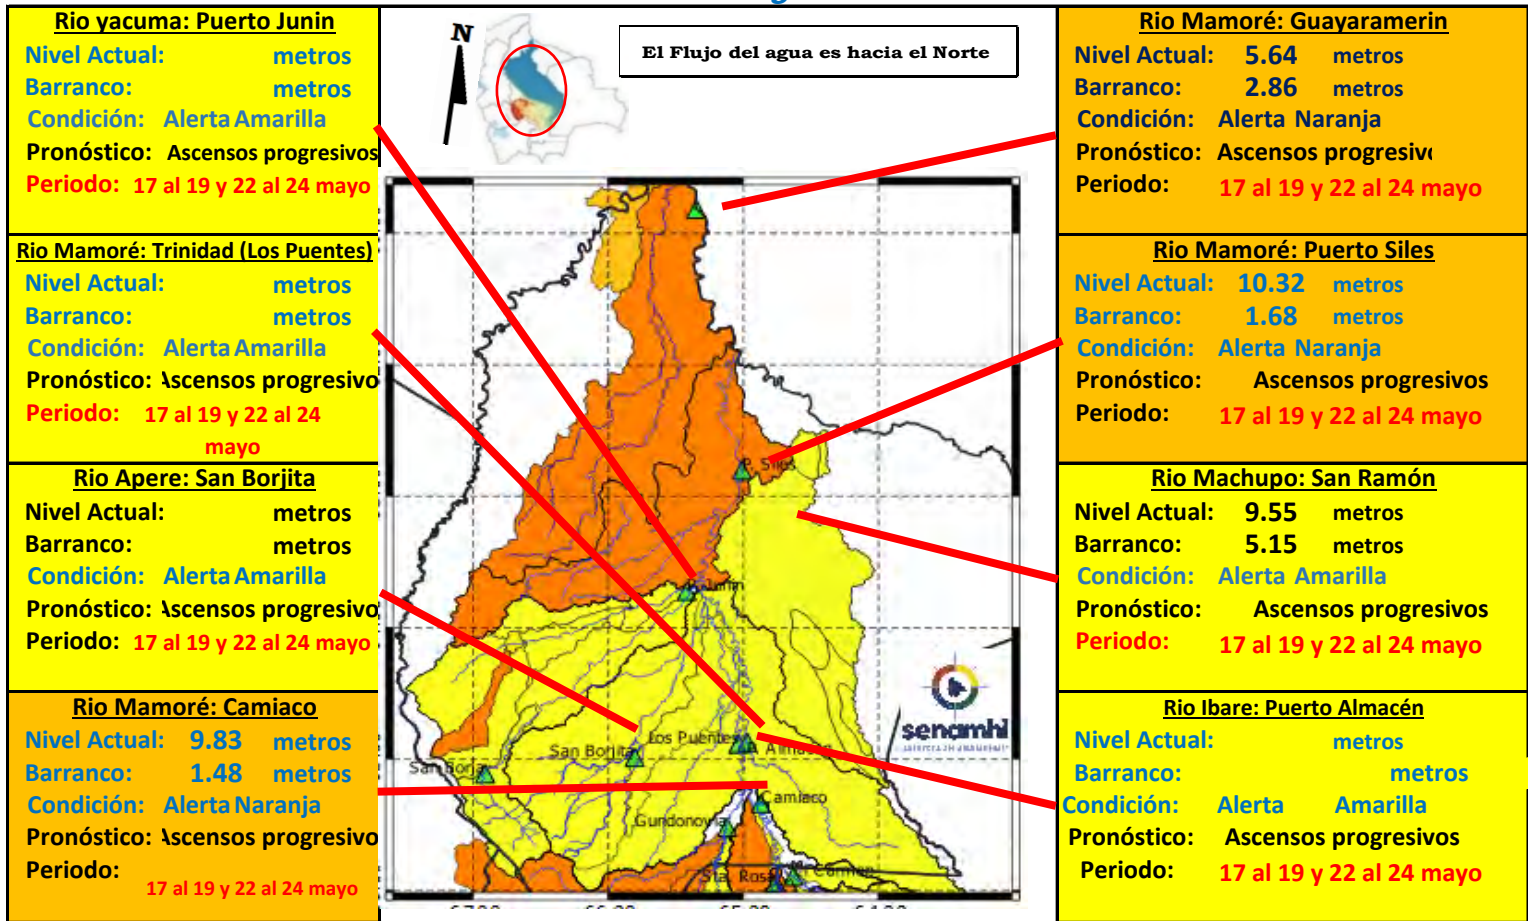 Rio yacuma: Puerto Junin
Nivel Actual: metros
Barranco: metros
Condición: Alerta Amarilla
Pronóstico: Ascensos progresivos
Periodo: 17 al 19 y 22 al 24 mayo
Rio Mamoré: Trinidad (Los Puentes)
Nivel Actual: metros
Barranco: metros
Condición: Alerta Amarilla
Pronóstico: Ascensos progresivo
Periodo: 17 al 19 y 22 al 24
mayo
Rio Apere: San Borjita
Nivel Actual: metros
Barranco: metros
Condición: Alerta Amarilla
Pronóstico: Ascensos progresivo
Periodo: 17 al 19 y 22 al 24 mayo
Rio Mamoré: Camiaco
Nivel Actual: 9.83 metros
Barranco: 1.48 metros
Condición: Alerta Naranja
Pronóstico: Ascensos progresivo
Periodo:
17 al 19 y 22 al 24 mayo
N
El Flujo del agua es hacia el Norte
P. Siles
P. Junin
Los Puentes
P. Almacén
San Borjita
San Borja
Camiaco
Gundonovia
Sta. Rosa
senamhi
Rio Mamoré: Guayaramerin
Nivel Actual: 5.64 metros
Barranco: 2.86 metros
Condición: Alerta Naranja
Pronóstico: Ascensos progresiv
Periodo: 17 al 19 y 22 al 24 mayo
Rio Mamoré: Puerto Siles
Nivel Actual: 10.32 metros
Barranco: 1.68 metros
Condición: Alerta Naranja
Pronóstico: Ascensos progresivos
Periodo: 17 al 19 y 22 al 24 mayo
Rio Machupo: San Ramón
Nivel Actual: 9.55 metros
Barranco: 5.15 metros
Condición: Alerta Amarilla
Pronóstico: Ascensos progresivos
Periodo: 17 al 19 y 22 al 24 mayo
Rio Ibare: Puerto Almacén
Nivel Actual: metros
Barranco: metros
Condición: Alerta Amarilla
Pronóstico: Ascensos progresivos
Periodo: 17 al 19 y 22 al 24 mayo